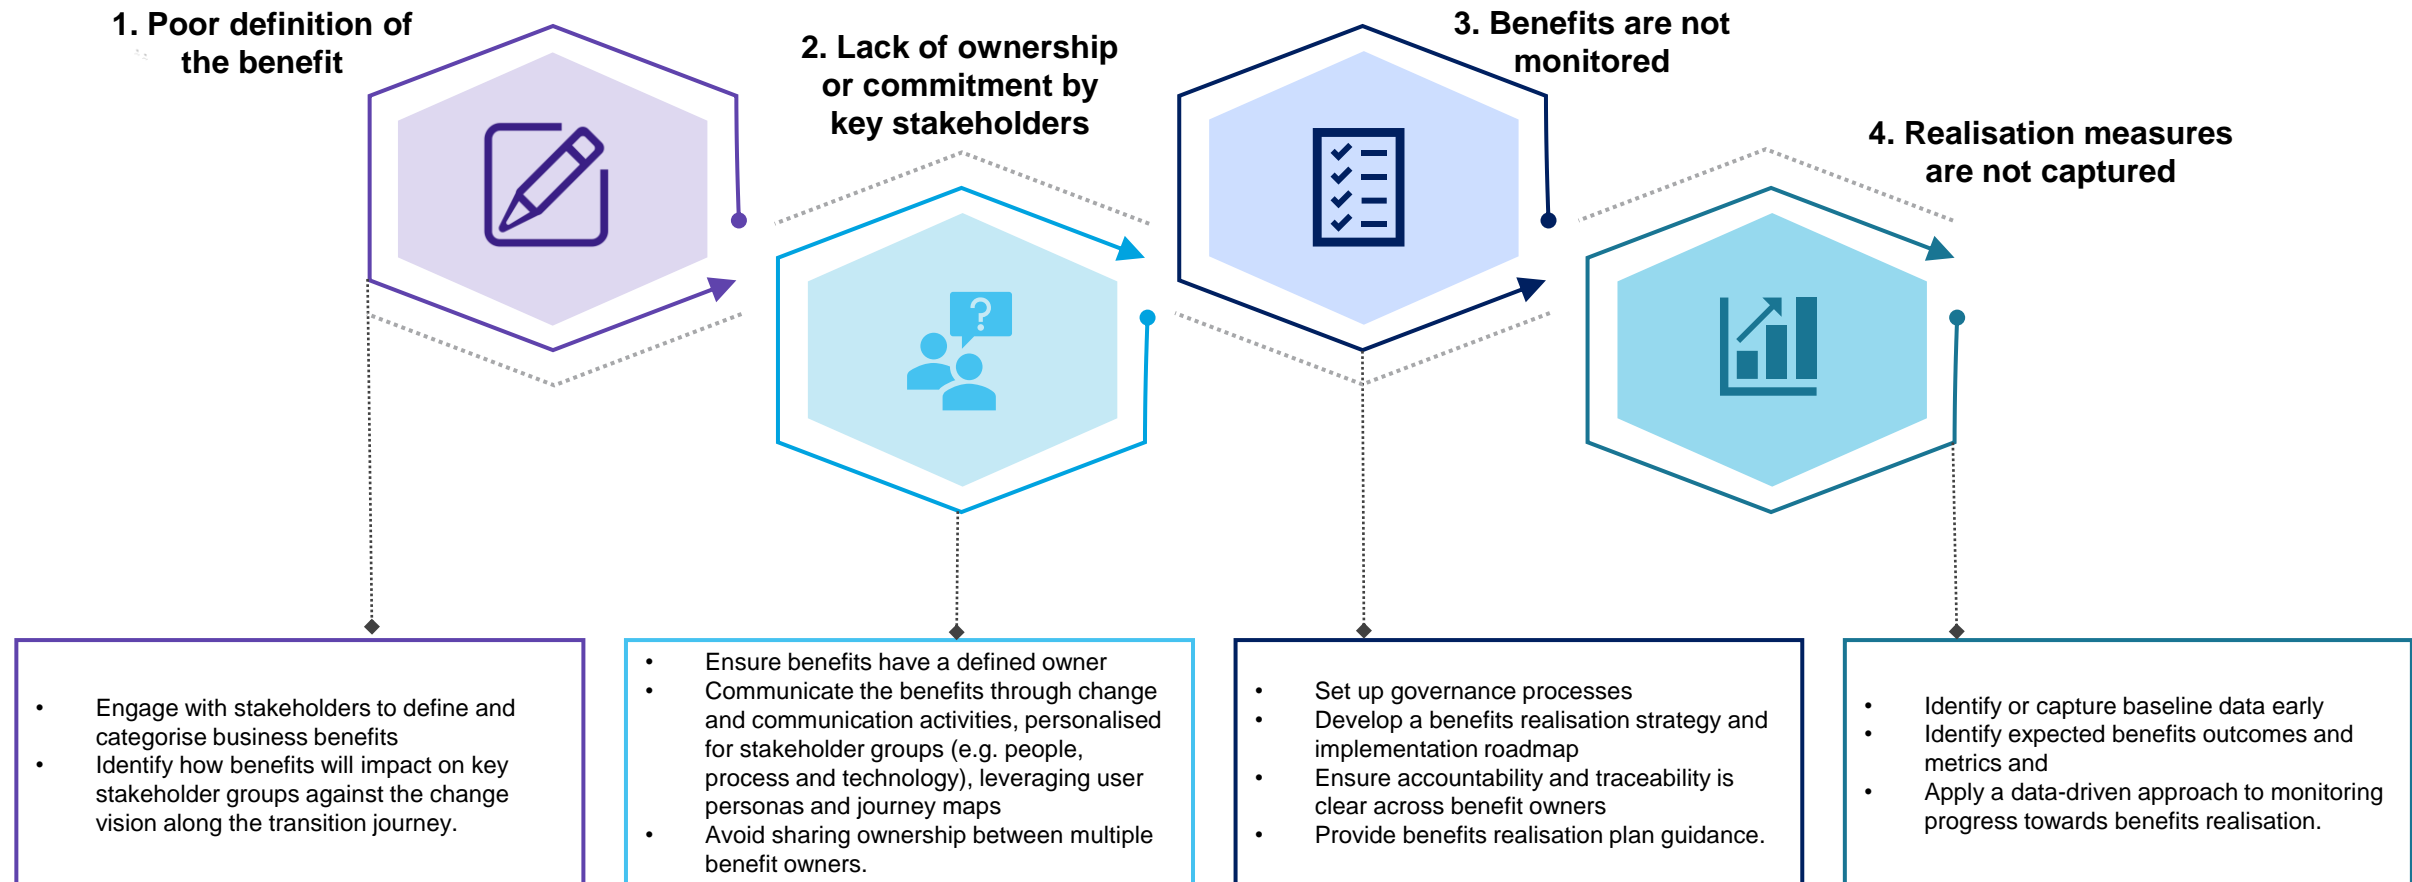 1. Poor definition of
the benefit
2. Lack of ownership
or commitment by
key stakeholders
3. Benefits are not
monitored
4. Realisation measures
are not captured
?
• Engage with stakeholders to define and
categorise business benefits
• Identify how benefits will impact on key
stakeholder groups against the change
vision along the transition journey.
• Ensure benefits have a defined owner
• Communicate the benefits through change
and communication activities, personalised
for stakeholder groups (e.g. people,
process and technology), leveraging user
personas and journey maps
• Avoid sharing ownership between multiple
benefit owners.
• Set up governance processes
• Develop a benefits realisation strategy and
implementation roadmap
• Ensure accountability and traceability is
clear across benefit owners
• Provide benefits realisation plan guidance.
• Identify or capture baseline data early
• Identify expected benefits outcomes and
metrics and
• Apply a data-driven approach to monitoring
progress towards benefits realisation.